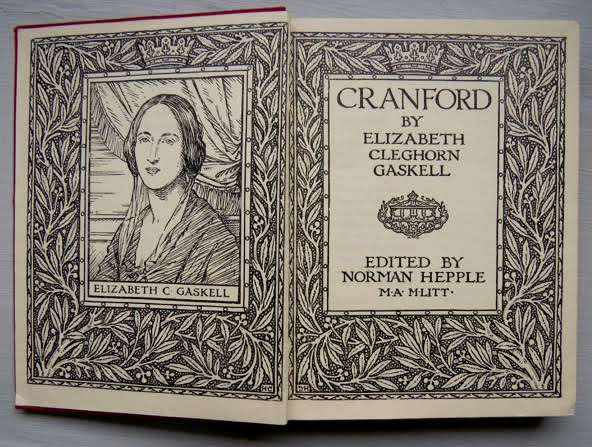 ELIZABETH C· GASKELL
CRANFORD
BY
ELIZABETH
CLEGHORN
GASKELL
EDITED BY
NORMAN HEPPLE
M·A· M·LITT·